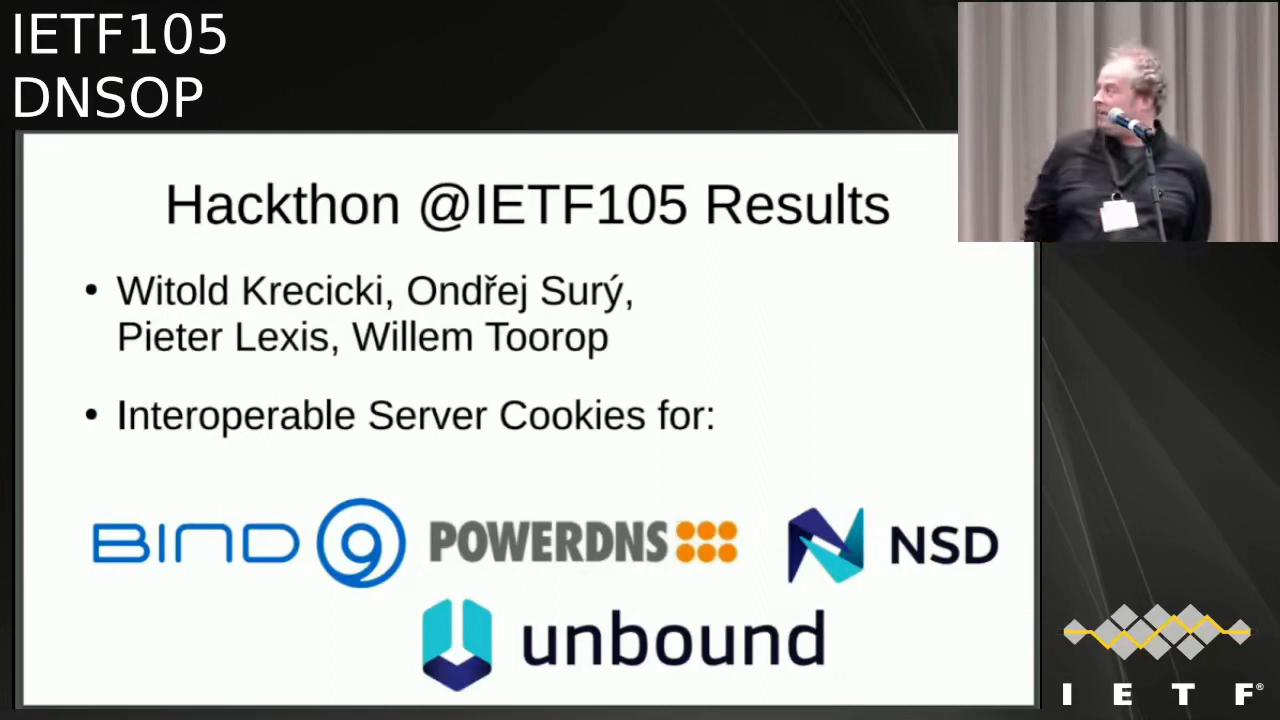 IETF105
DNSOP
Hackthon @IETF105 Results
• Witold Krecicki, Ondřej Surý,
Pieter Lexis, Willem Toorop
• Interoperable Server Cookies for:
BIND 9
POWERDNS
NSD
unbound
I E T F®